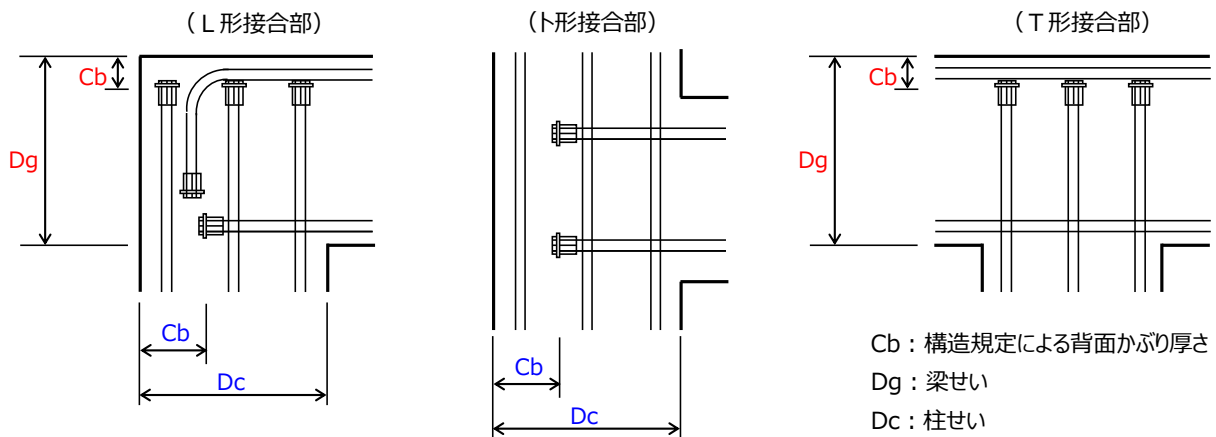 （Ｌ形接合部）
Cb
Dg
Cb
Dc
（ト形接合部）
Cb
Dc
（Ｔ形接合部）
Cb
Dg
Cb：構造規定による背面かぶり厚さ
Dg：梁せい
Dc：柱せい